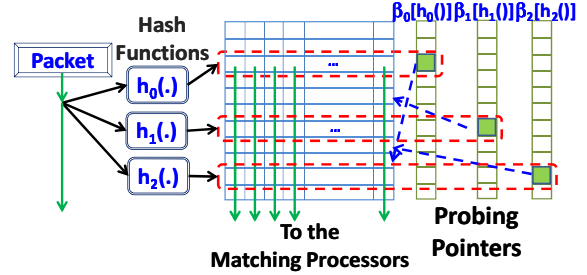 β₀[h₀()] β₁[h₁()] β₂[h₂()]
Hash
Functions
Packet
h₀(.)
...
h₁(.)
...
h₂(.)
To the
Matching Processors
Probing
Pointers